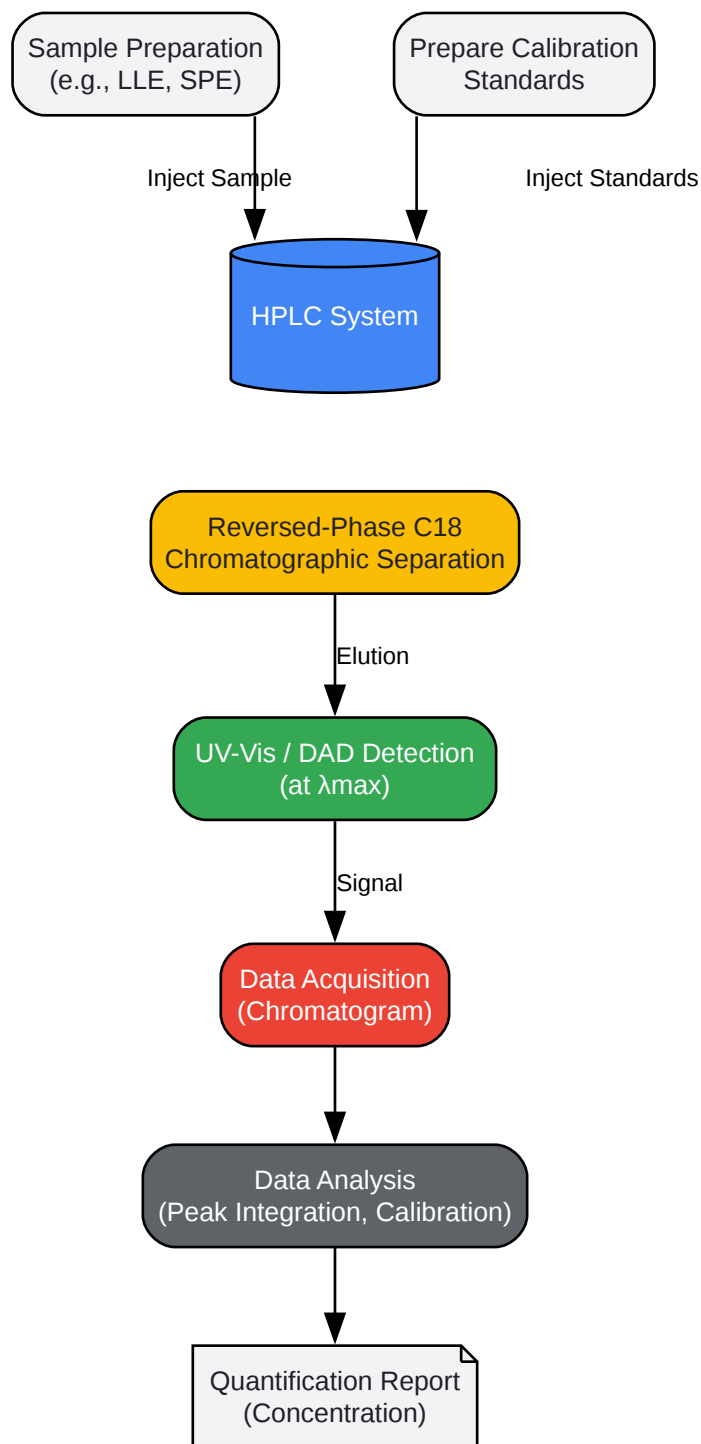 Sample Preparation
(e.g., LLE, SPE)
Prepare Calibration
Standards
Inject Sample
Inject Standards
HPLC System
Reversed-Phase C18
Chromatographic Separation
Elution
UV-Vis / DAD Detection
(at λmax)
Signal
Data Acquisition
(Chromatogram)
Data Analysis
(Peak Integration, Calibration)
Quantification Report
(Concentration)